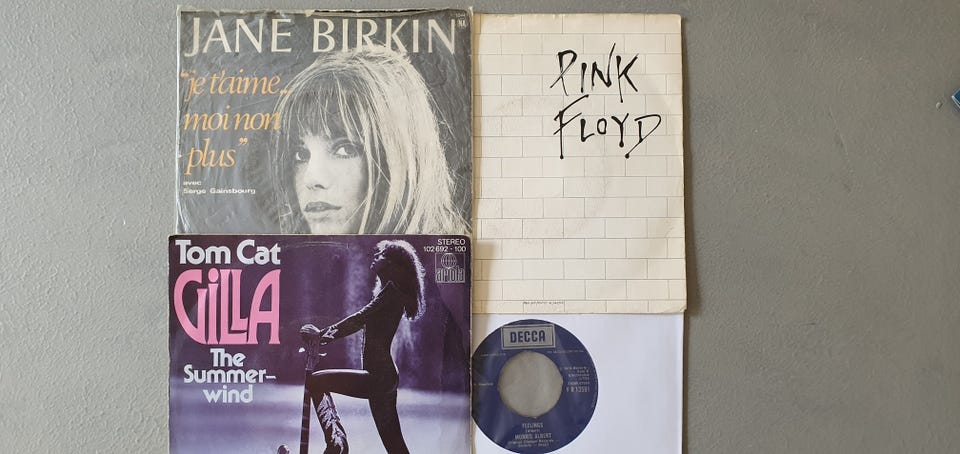 JANE BIRKIN
"je t'aime...
moi non
plus"
avec
Serge Gainsbourg
PINK
FLOYD
Tom Cat
GILLA
The
Summer-
wind
STEREO
102 692 - 100
ariola
DECCA
FEELINGS
MORRIS ALBERT